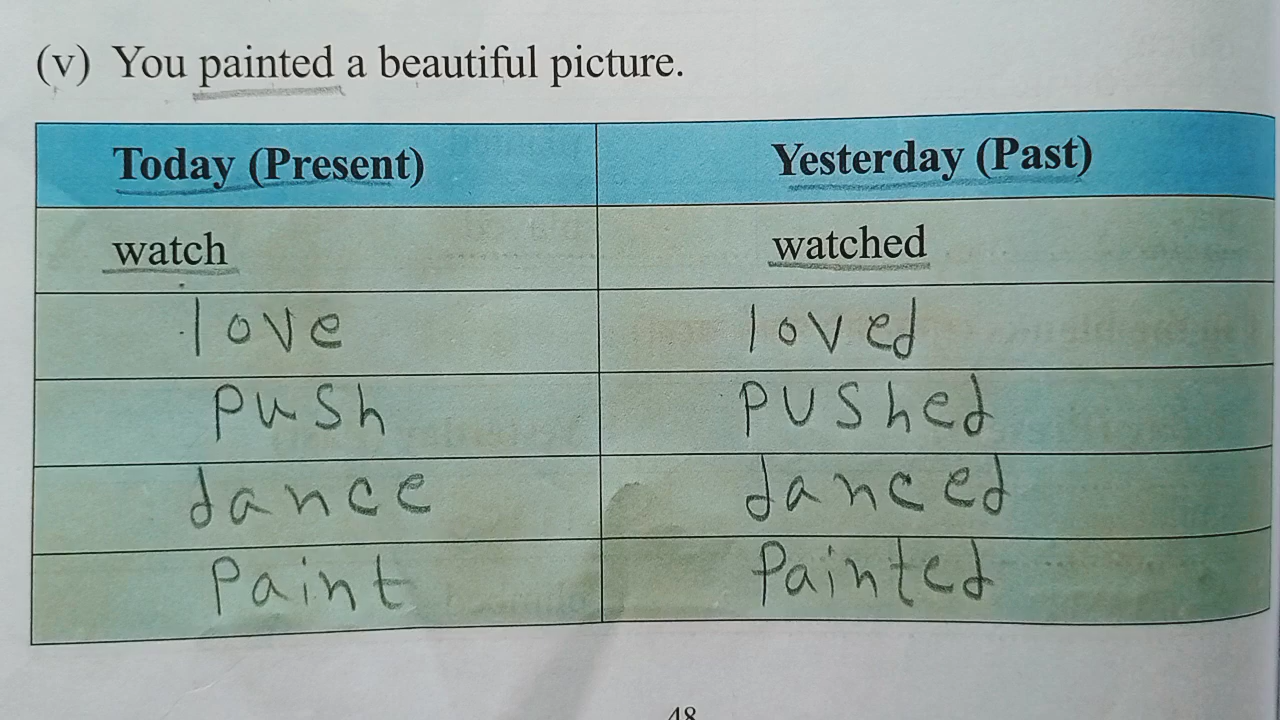 (v) You painted a beautiful picture.
Today (Present) Yesterday (Past)
watch watched
love loved
push pushed
dance danced
Paint Painted
48